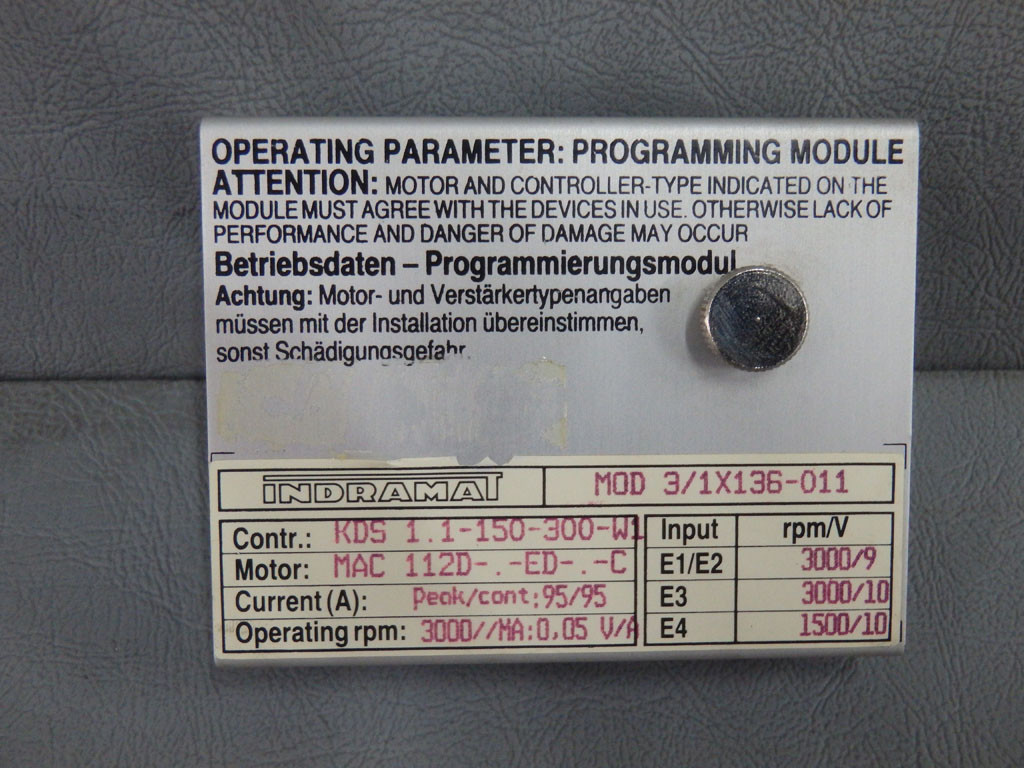 OPERATING PARAMETER: PROGRAMMING MODULE
ATTENTION: MOTOR AND CONTROLLER-TYPE INDICATED ON THE
MODULE MUST AGREE WITH THE DEVICES IN USE. OTHERWISE LACK OF
PERFORMANCE AND DANGER OF DAMAGE MAY OCCUR
Betriebsdaten – Programmierungsmodul
Achtung: Motor- und Verstärkertypenangaben
müssen mit der Installation übereinstimmen,
sonst Schädigungsgefahr.
INDRAMAT MOD 3/1X136-011
Contr.: KDS 1.1-150-300-W1 Input rpm/V
Motor: MAC 112D-.-ED-.-C E1/E2 3000/9
Current (A): Peak/cont:95/95 E3 3000/10
Operating rpm: 3000//MA:0,05 V/A E4 1500/10